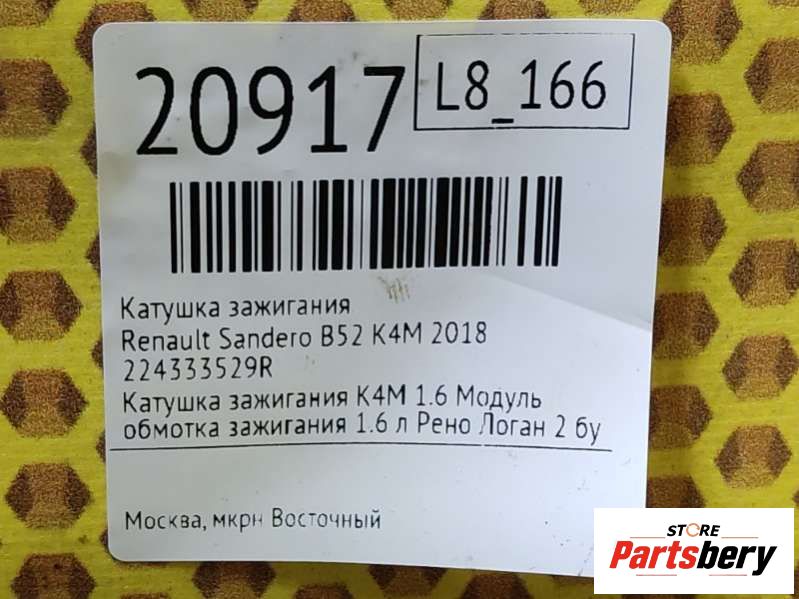 20917
L8_166
Катушка зажигания
Renault Sandero B52 K4M 2018
224333529R
Катушка зажигания K4M 1.6 Модуль
обмотка зажигания 1.6 л Рено Логан 2 бу
Москва, мкрн Восточный
STORE
Partsbery